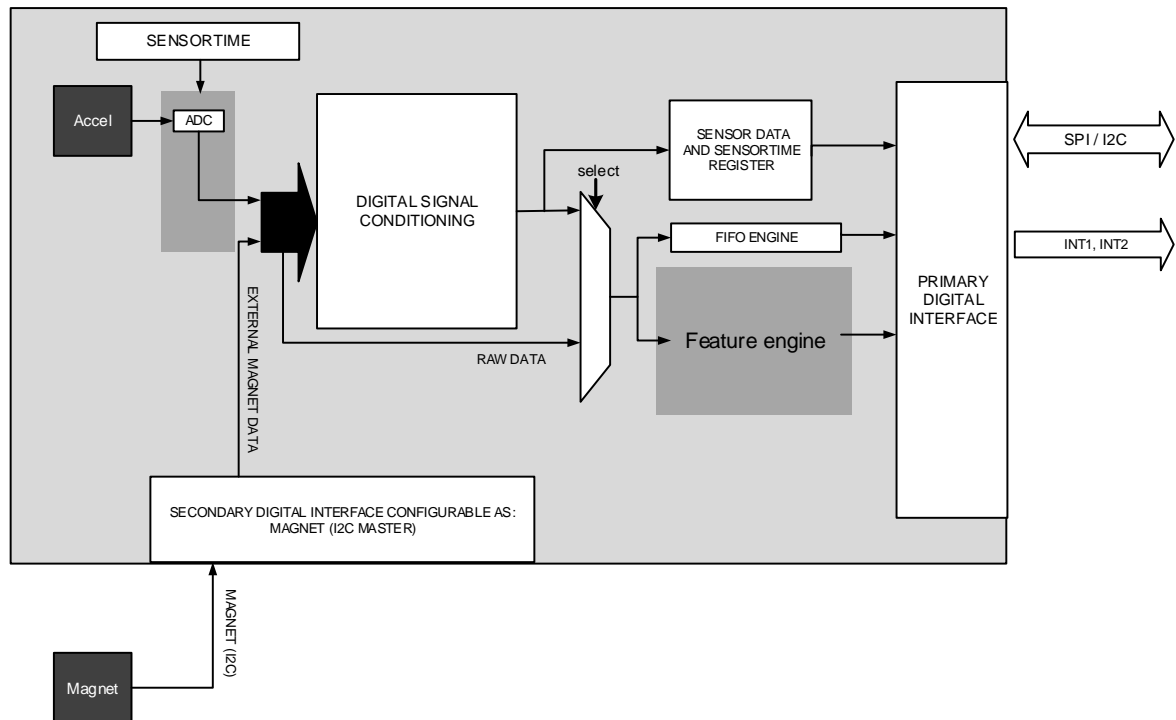 SENSORTIME
Accel
ADC
DIGITAL SIGNAL
CONDITIONING
SENSOR DATA
AND SENSORTIME
REGISTER
select
FIFO ENGINE
Feature engine
RAW DATA
EXTERNAL MAGNET DATA
PRIMARY
DIGITAL
INTERFACE
SPI / I2C
INT1, INT2
SECONDARY DIGITAL INTERFACE CONFIGURABLE AS:
MAGNET (I2C MASTER)
MAGNET (I2C)
Magnet